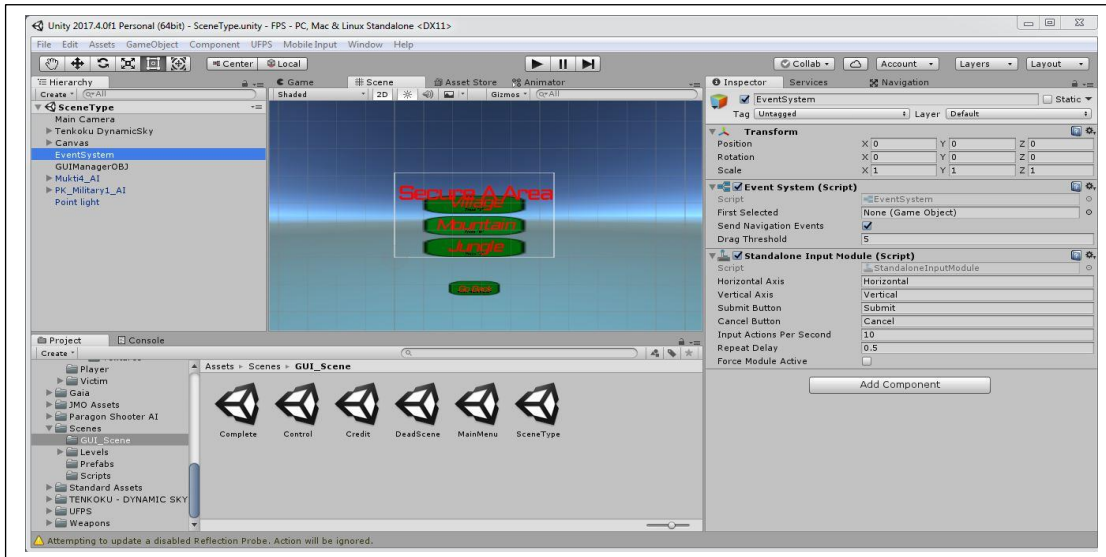 Unity 2017.4.0f1 Personal (64bit) - SceneType.unity - FPS - PC, Mac & Linux Standalone <DX11>
File Edit Assets GameObject Component UFPS Mobile Input Window Help
Center Local Collab Account Layers Layout
Hierarchy
Create All
SceneType
Main Camera
Tenkoku DynamicSky
Canvas
EventSystem
GUIManagerOBJ
Mukti4_AI
PK_Military1_AI
Point light
Game Scene Asset Store Animator
Shaded 2D Gizmos All
Secure A Area
Village
Mountain
Jungle
Go Back
Inspector Services Navigation
EventSystem Static
Tag Untagged Layer Default
Transform
Position X 0 Y 0 Z 0
Rotation X 0 Y 0 Z 0
Scale X 1 Y 1 Z 1
Event System (Script)
Script EventSystem
First Selected None (Game Object)
Send Navigation Events
Drag Threshold 5
Standalone Input Module (Script)
Script StandaloneInputModule
Horizontal Axis Horizontal
Vertical Axis Vertical
Submit Button Submit
Cancel Button Cancel
Input Actions Per Second 10
Repeat Delay 0.5
Force Module Active
Add Component
Project Console
Create
Player
Victim
Gaia
JMO Assets
Paragon Shooter AI
Scenes
GUI_Scene
Levels
Prefabs
Scripts
Standard Assets
TENKOKU - DYNAMIC SKY
UFPS
Weapons
Assets Scenes GUI_Scene
Complete Control Credit DeadScene MainMenu SceneType
Attempting to update a disabled Reflection Probe. Action will be ignored.